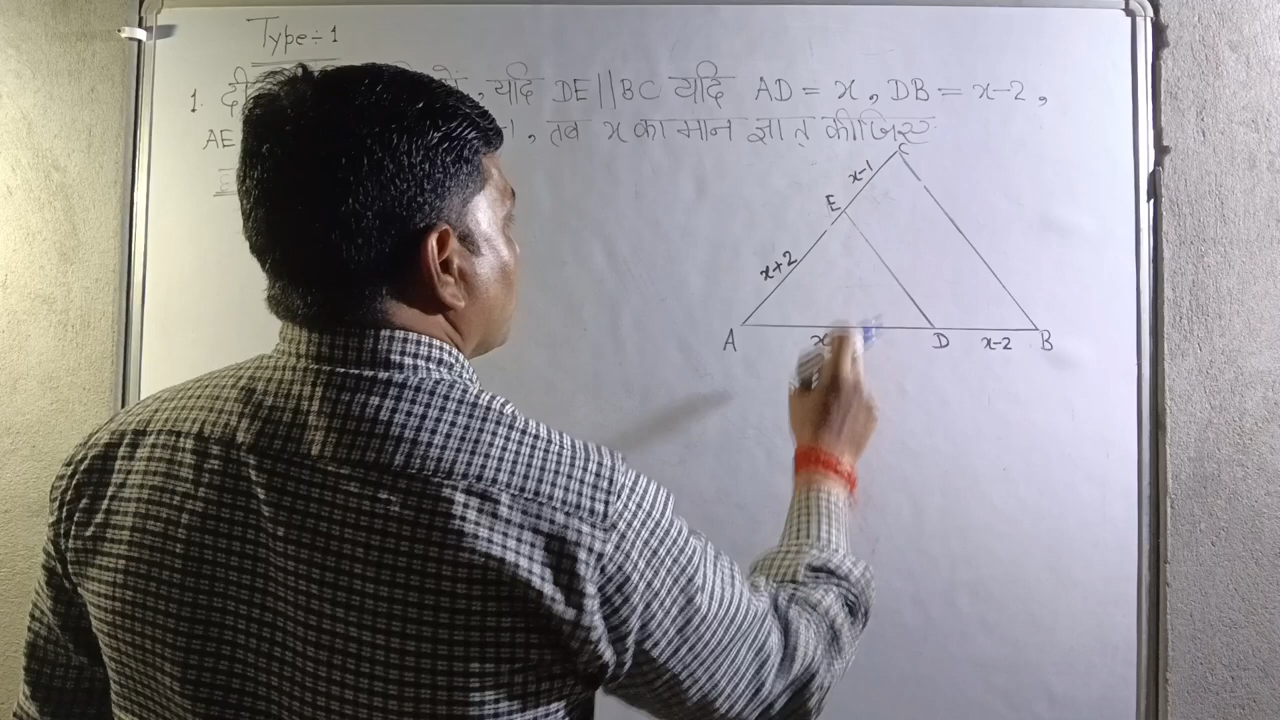 Type÷1
1. दी , यदि DE||BC यदि AD = x, DB = x-2,
AE , तब x का मान ज्ञात कीजिए
C
x-1
E
x+2
A x D x-2 B